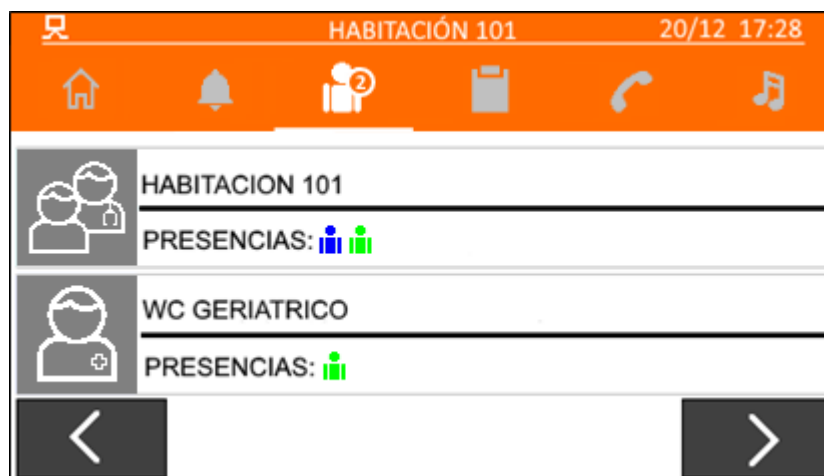 HABITACIÓN 101 20/12 17:28
2
HABITACION 101
PRESENCIAS:
WC GERIATRICO
PRESENCIAS: